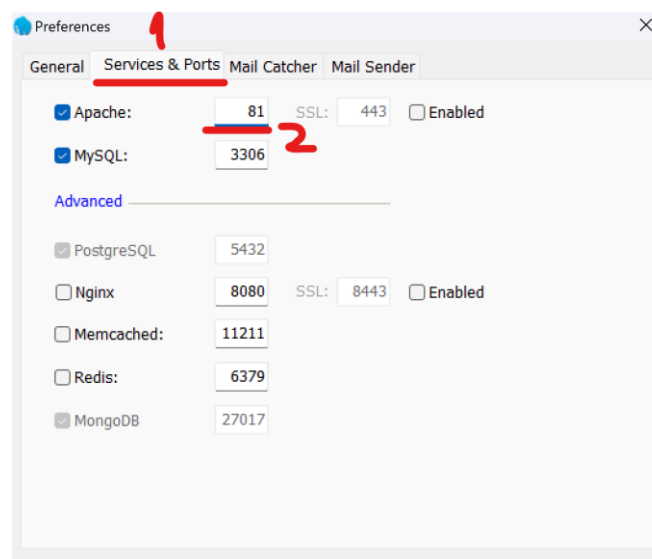 Preferences
1
General Services & Ports Mail Catcher Mail Sender
Apache: 81 SSL: 443 Enabled
2
MySQL: 3306
Advanced
PostgreSQL 5432
Nginx 8080 SSL: 8443 Enabled
Memcached: 11211
Redis: 6379
MongoDB 27017